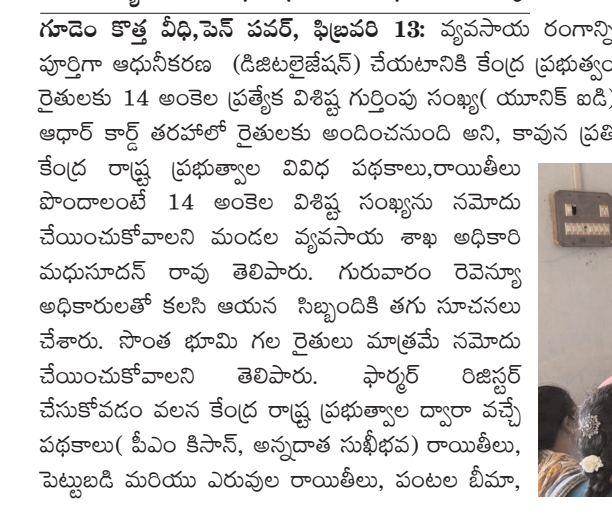 గూడెం కొత్త వీధి,పెన్ పవర్, ఫిబ్రవరి 13: వ్యవసాయ రంగాన్ని
పూర్తిగా ఆధునీకరణ (డిజిటలైజేషన్) చేయటానికి కేంద్ర ప్రభుత్వం
రైతులకు 14 అంకెల ప్రత్యేక విశిష్ట గుర్తింపు సంఖ్య( యూనిక్ ఐడి)
ఆధార్ కార్డ్ తరహాలో రైతులకు అందించనుంది అని, కావున ప్రతి
కేంద్ర రాష్ట్ర ప్రభుత్వాల వివిధ పథకాలు,రాయితీలు
పొందాలంటే 14 అంకెల విశిష్ట సంఖ్యను నమోదు
చేయించుకోవాలని మండల వ్యవసాయ శాఖ అధికారి
మధుసూదన్ రావు తెలిపారు. గురువారం రెవెన్యూ
అధికారులతో కలసి ఆయన సిబ్బందికి తగు సూచనలు
చేశారు. సొంత భూమి గల రైతులు మాత్రమే నమోదు
చేయించుకోవాలని తెలిపారు. ఫార్మర్ రిజిస్టర్
చేసుకోవడం వలన కేంద్ర రాష్ట్ర ప్రభుత్వాల ద్వారా వచ్చే
పథకాలు( పీఎం కిసాన్, అన్నదాత సుఖీభవ) రాయితీలు,
పెట్టుబడి మరియు ఎరువుల రాయితీలు, పంటల బీమా,